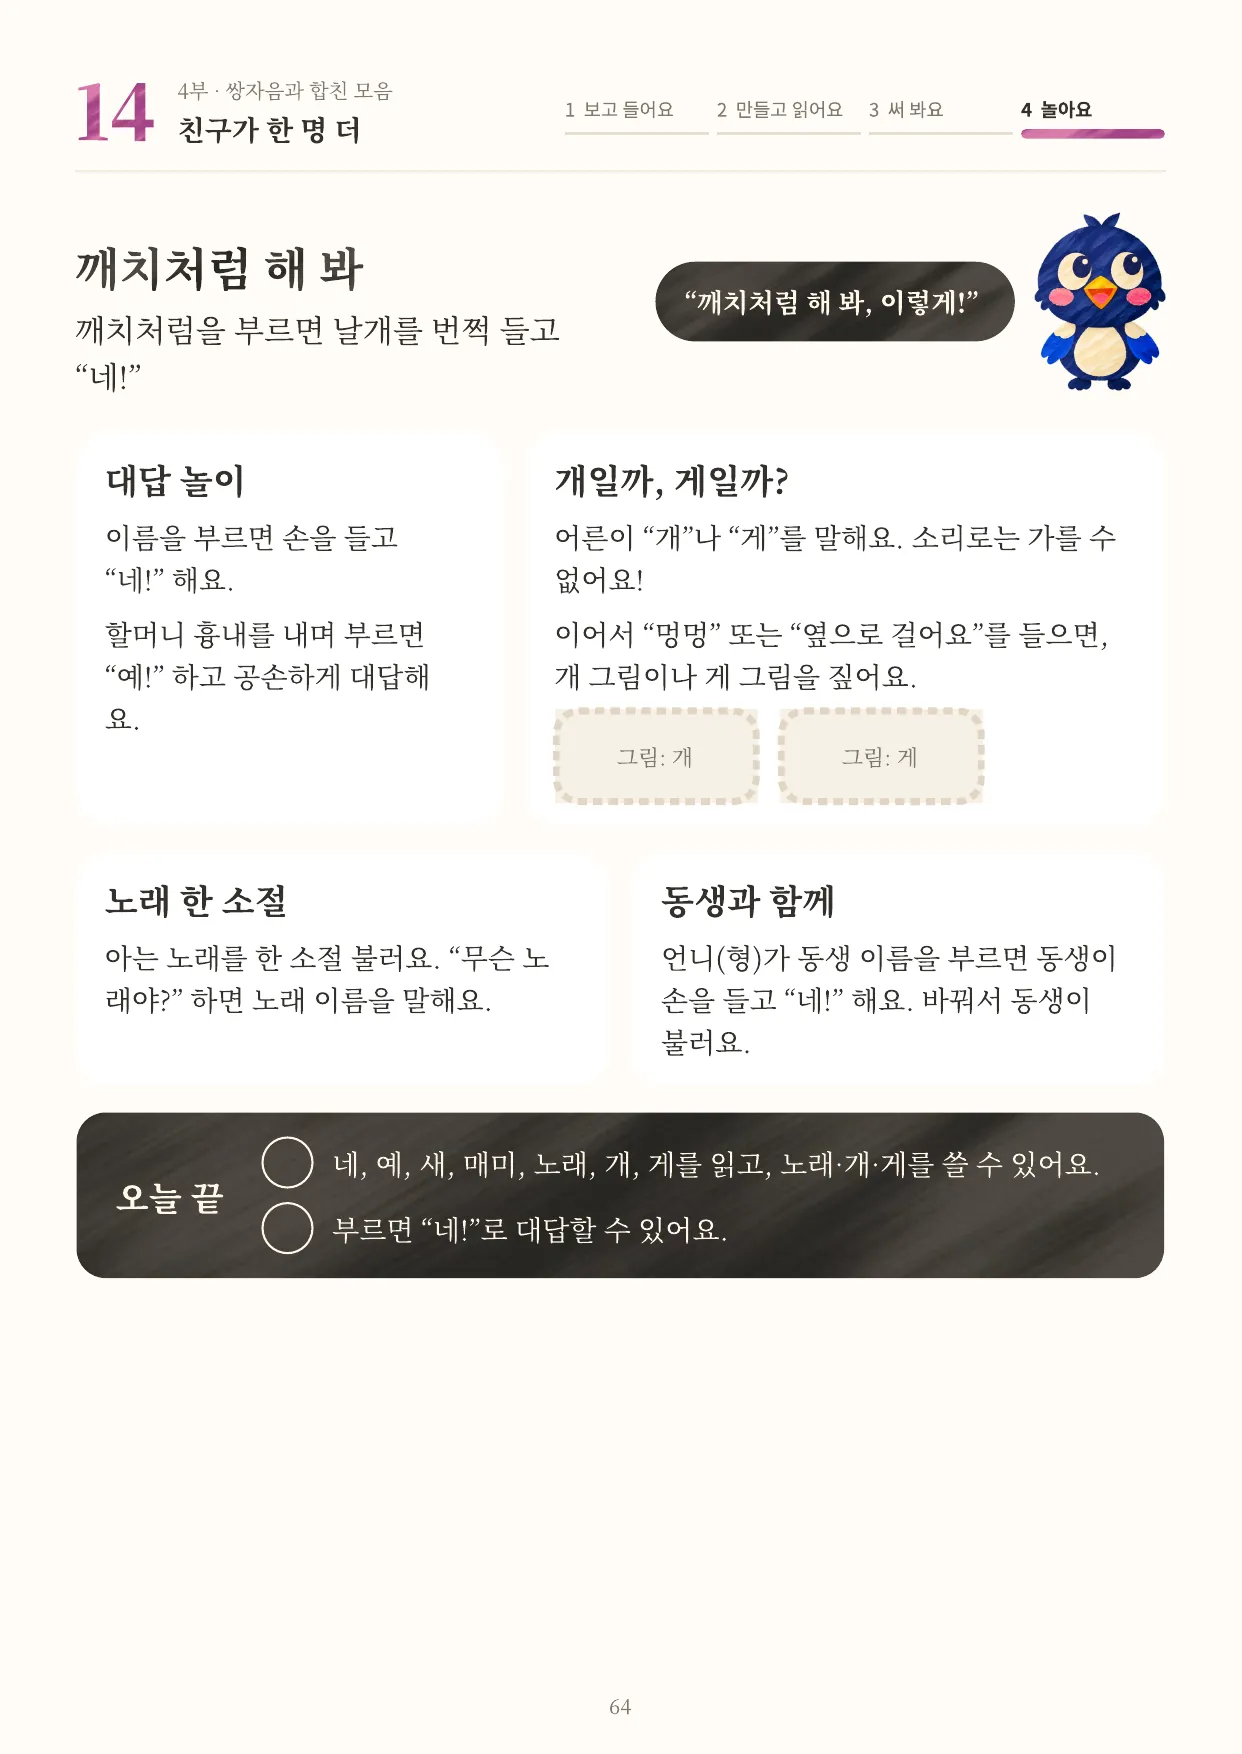 14
4부 · 쌍자음과 합친 모음
친구가 한 명 더
1 보고 들어요
2 만들고 읽어요
3 써 봐요
4 놀아요
깨치처럼 해 봐
깨치처럼을 부르면 날개를 번쩍 들고
“네!”
“깨치처럼 해 봐, 이렇게!”
대답 놀이
이름을 부르면 손을 들고
“네!” 해요.
할머니 흉내를 내며 부르면
“예!” 하고 공손하게 대답해
요.
개일까, 게일까?
어른이 “개”나 “게”를 말해요. 소리로는 가를 수
없어요!
이어서 “멍멍” 또는 “옆으로 걸어요”를 들으면,
개 그림이나 게 그림을 짚어요.
그림: 개
그림: 게
노래 한 소절
아는 노래를 한 소절 불러요. “무슨 노
래야?” 하면 노래 이름을 말해요.
동생과 함께
언니(형)가 동생 이름을 부르면 동생이
손을 들고 “네!” 해요. 바꿔서 동생이
불러요.
오늘 끝
네, 예, 새, 매미, 노래, 개, 게를 읽고, 노래·개·게를 쓸 수 있어요.
부르면 “네!”로 대답할 수 있어요.
64